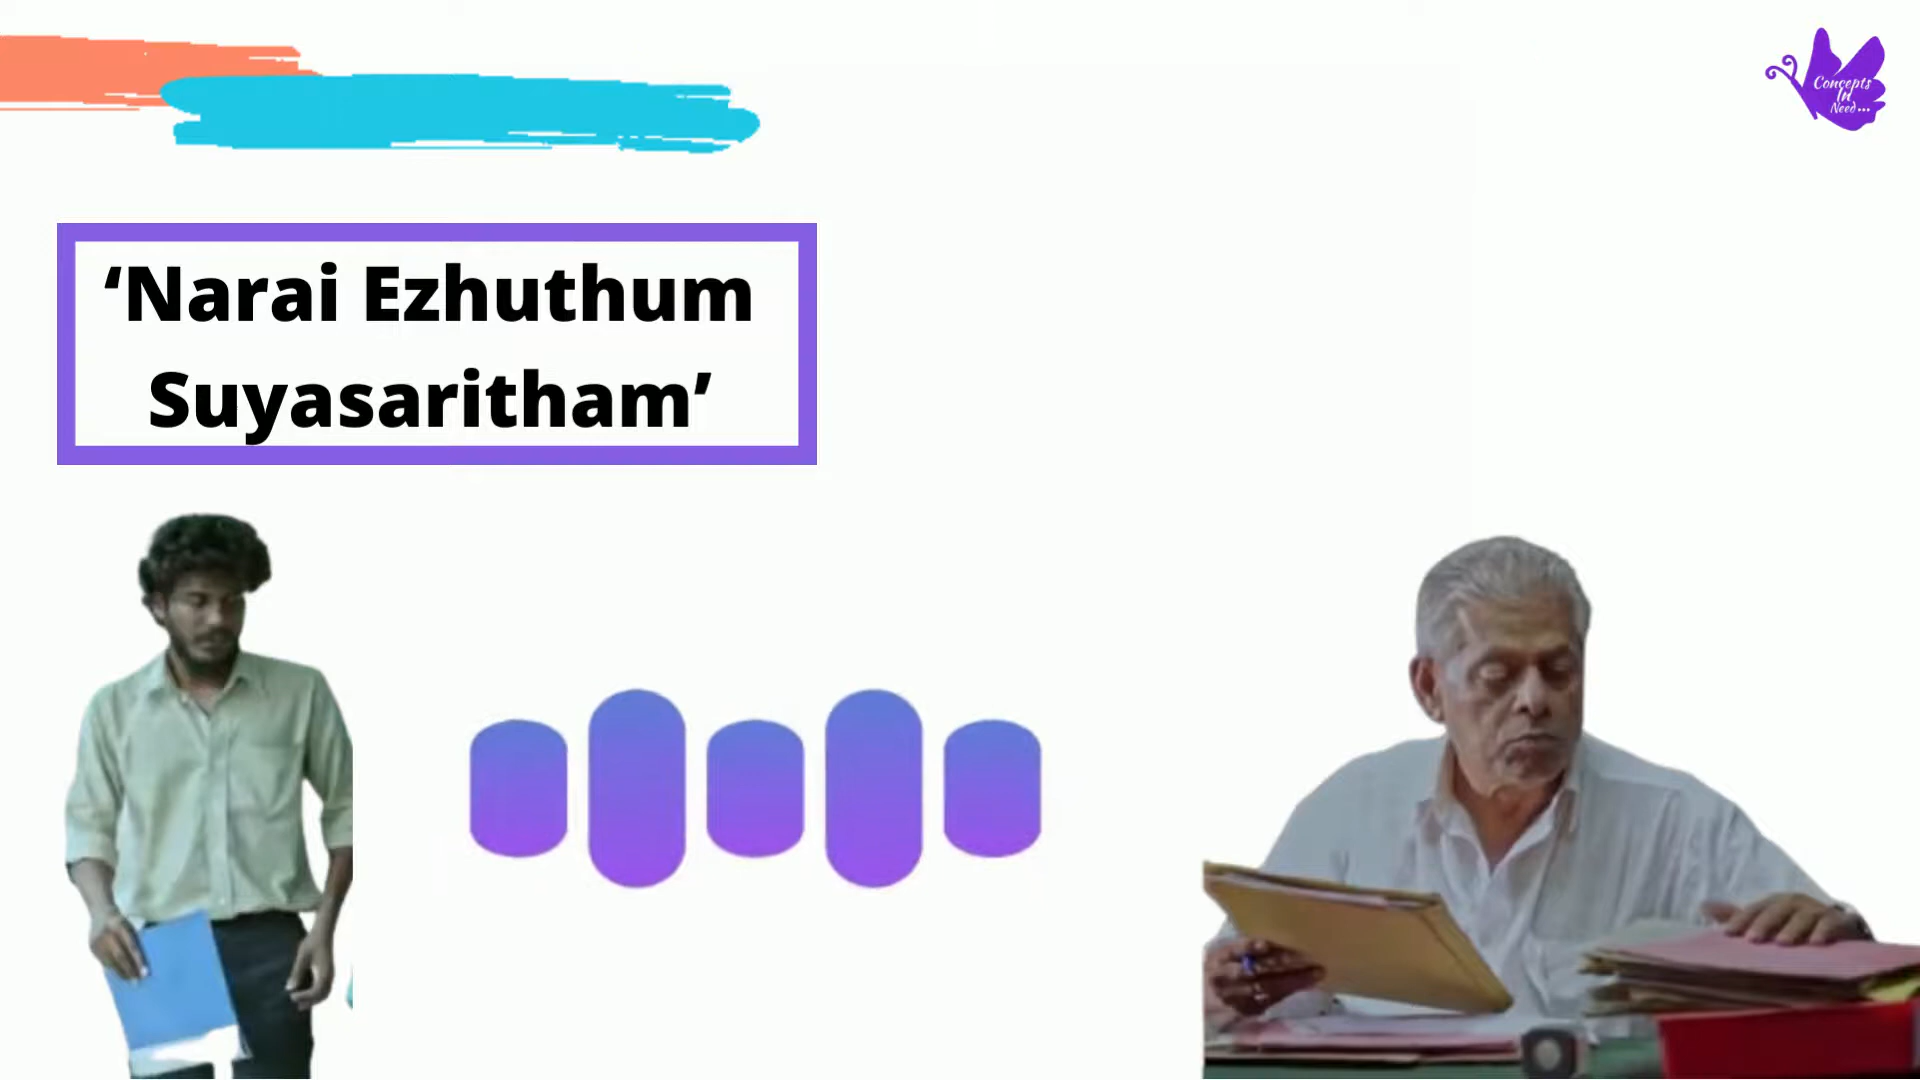 Concepts
In
Need...
‘Narai Ezhuthum
Suyasaritham’